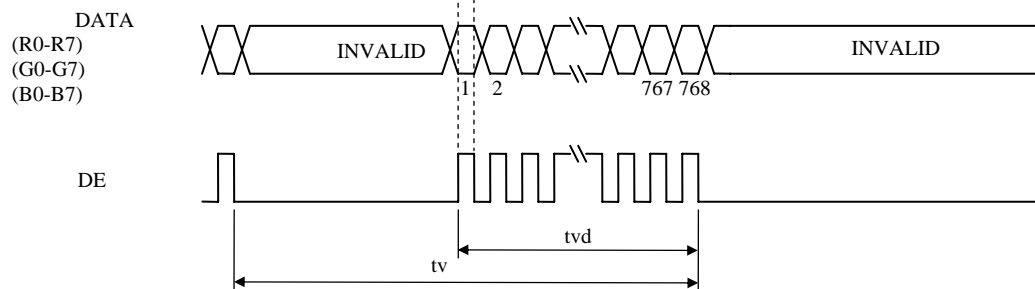 DATA
(R0-R7)
(G0-G7)
(B0-B7)
INVALID
INVALID
1 2 767 768
DE
tvd
tv